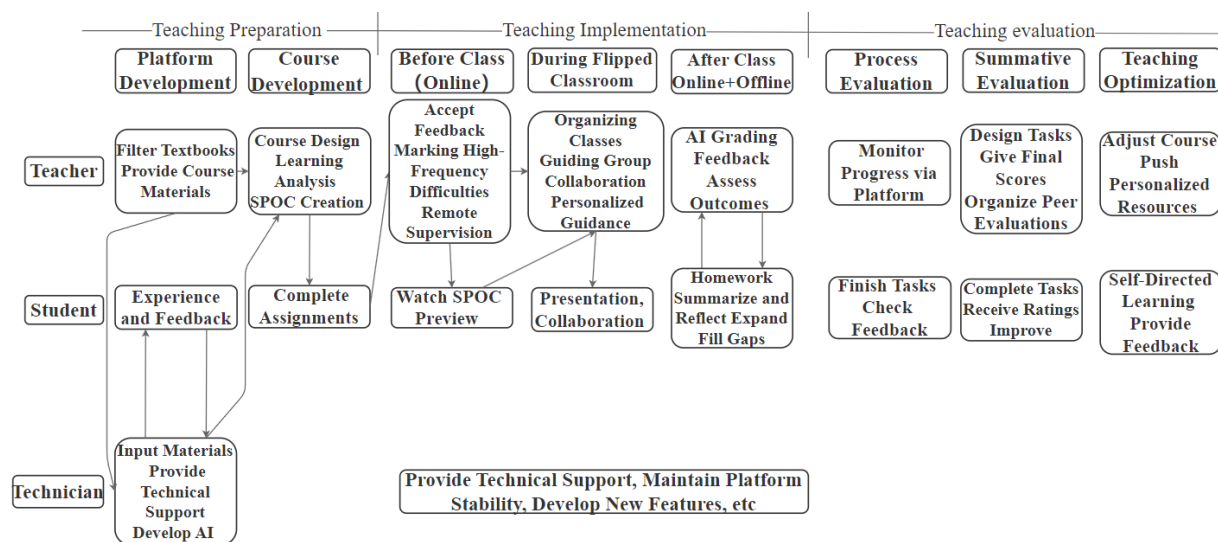 Teaching Preparation
Teaching Implementation
Teaching evaluation
Platform
Development
Course
Development
Before Class
(Online)
During Flipped
Classroom
After Class
Online+Offline
Process
Evaluation
Summative
Evaluation
Teaching
Optimization
Teacher
Filter Textbooks
Provide Course
Materials
Course Design
Learning
Analysis
SPOC Creation
Accept
Feedback
Marking High-
Frequency
Difficulties
Remote
Supervision
Organizing
Classes
Guiding Group
Collaboration
Personalized
Guidance
AI Grading
Feedback
Assess
Outcomes
Monitor
Progress via
Platform
Design Tasks
Give Final
Scores
Organize Peer
Evaluations
Adjust Course
Push
Personalized
Resources
Student
Experience
and Feedback
Complete
Assignments
Watch SPOC
Preview
Presentation,
Collaboration
Homework
Summarize and
Reflect Expand
Fill Gaps
Finish Tasks
Check
Feedback
Complete Tasks
Receive Ratings
Improve
Self-Directed
Learning
Provide
Feedback
Technician
Input Materials
Provide
Technical
Support
Develop AI
Provide Technical Support, Maintain Platform
Stability, Develop New Features, etc